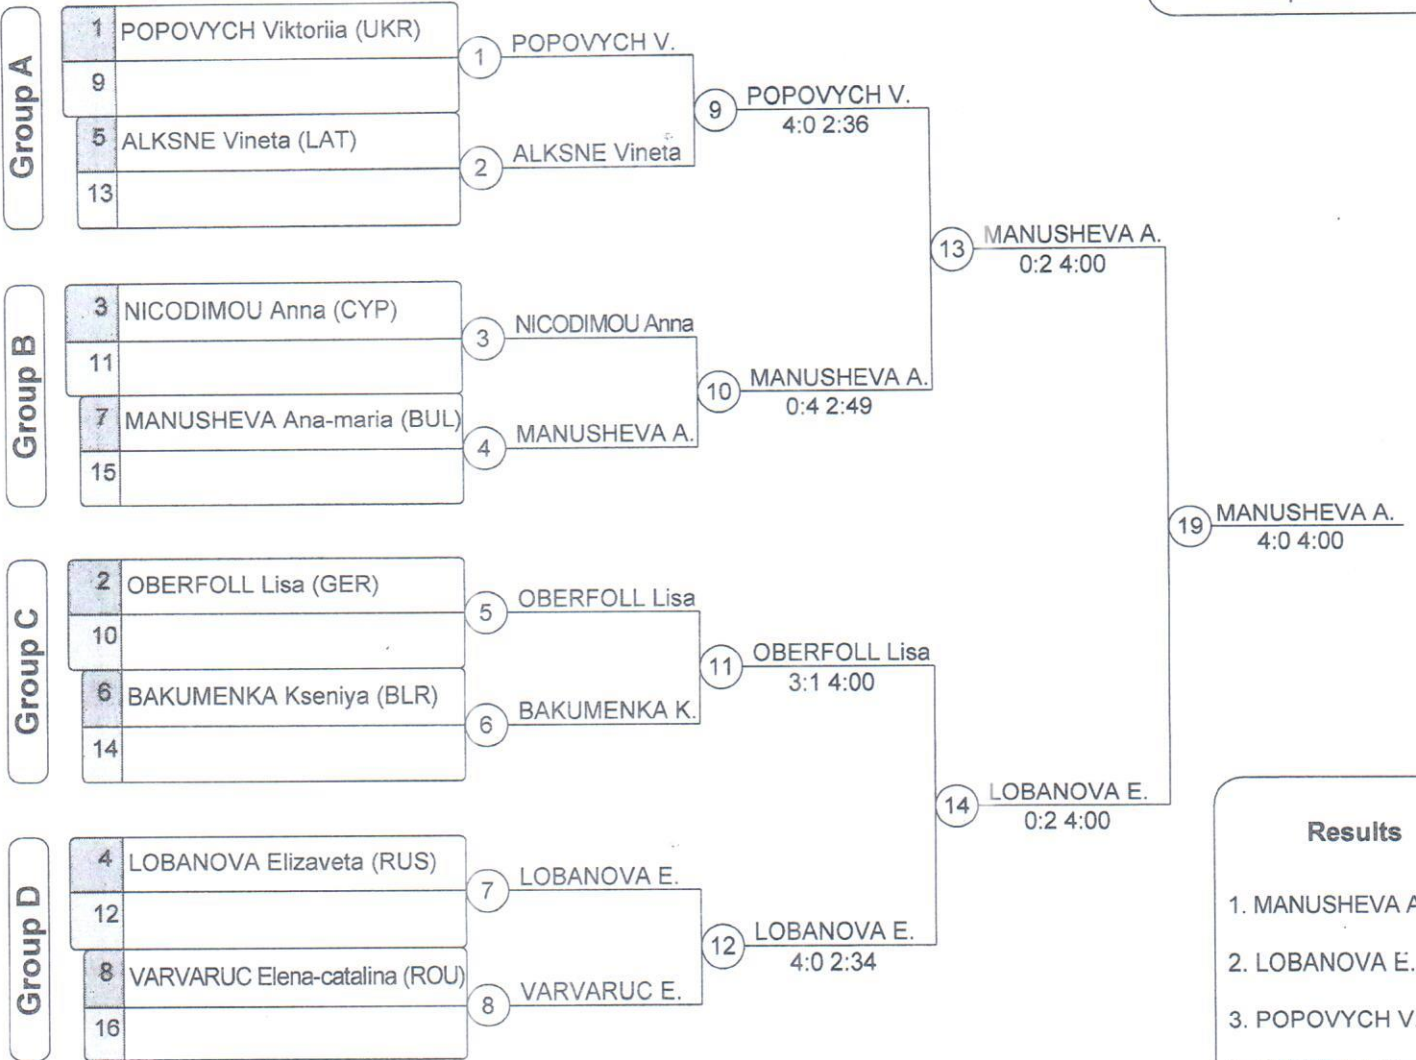 Group A
1 POPOVYCH Viktoriia (UKR)
9
5 ALKSNE Vineta (LAT)
13
1 POPOVYCH V.
2 ALKSNE Vineta
9 POPOVYCH V.
4:0 2:36
Group B
3 NICODIMOU Anna (CYP)
11
7 MANUSHEVA Ana-maria (BUL)
15
3 NICODIMOU Anna
4 MANUSHEVA A.
10 MANUSHEVA A.
0:4 2:49
13 MANUSHEVA A.
0:2 4:00
Group C
2 OBERFOLL Lisa (GER)
10
6 BAKUMENKA Kseniya (BLR)
14
5 OBERFOLL Lisa
6 BAKUMENKA K.
11 OBERFOLL Lisa
3:1 4:00
Group D
4 LOBANOVA Elizaveta (RUS)
12
8 VARVARUC Elena-catalina (ROU)
16
7 LOBANOVA E.
8 VARVARUC E.
12 LOBANOVA E.
4:0 2:34
14 LOBANOVA E.
0:2 4:00
19 MANUSHEVA A.
4:0 4:00
Results
1. MANUSHEVA A
2. LOBANOVA E.
3. POPOVYCH V.